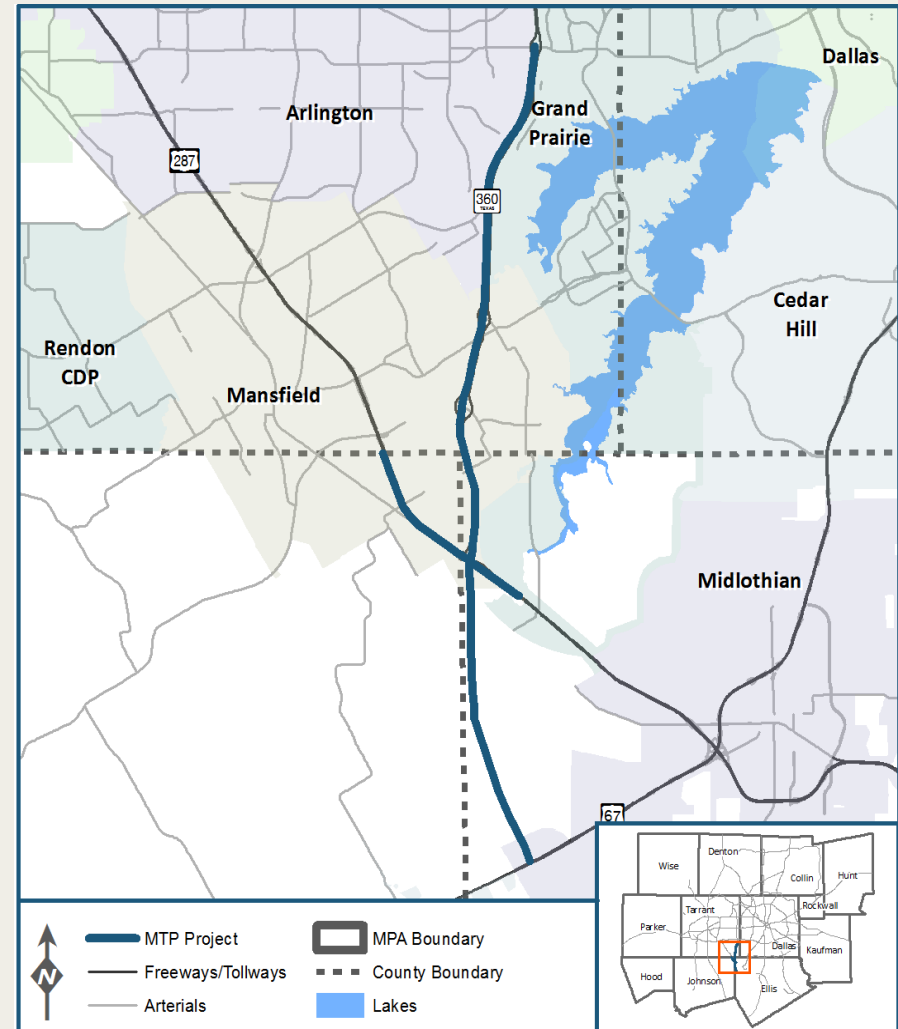 Dallas
Arlington
Grand
Prairie
287
360
TEXAS
Cedar
Hill
Rendon
CDP
Mansfield
Midlothian
67
MTP Project
Freeways/Tollways
Arterials
MPA Boundary
County Boundary
Lakes
N
Wise
Denton
Collin
Hunt
Parker
Tarrant
Rockwall
Dallas
Kaufman
Hood
Johnson
Ellis